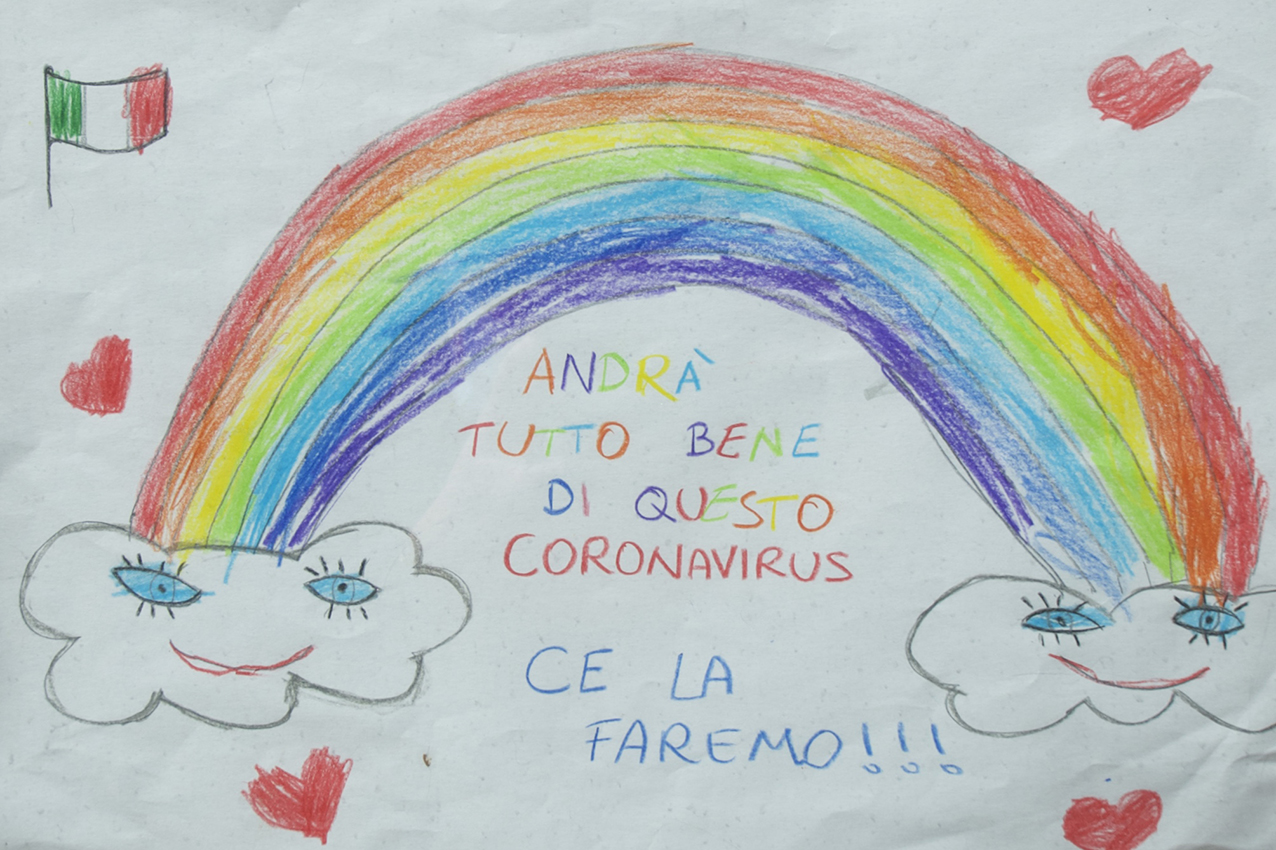 ANDRÀ
TUTTO BENE
DI QUESTO
CORONAVIRUS
CE LA
FAREMO!!!